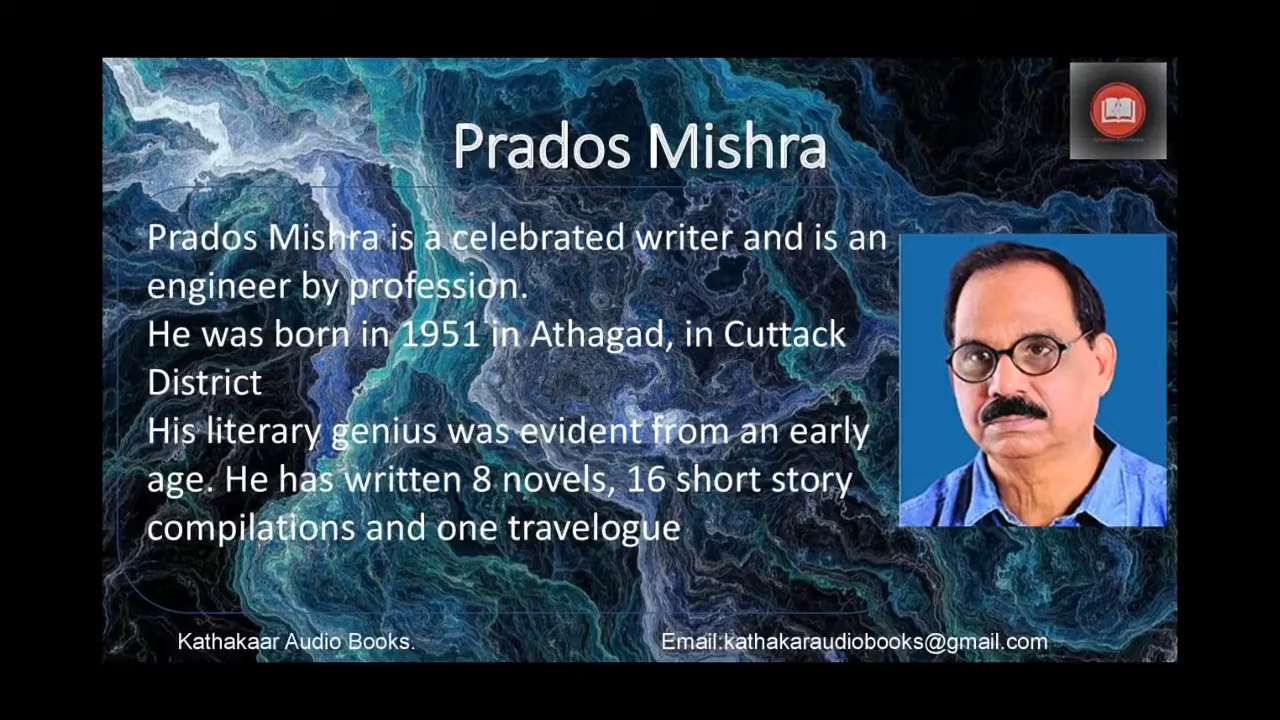 Prados Mishra
Prados Mishra is a celebrated writer and is an
engineer by profession.
He was born in 1951 in Athagad, in Cuttack
District
His literary genius was evident from an early
age. He has written 8 novels, 16 short story
compilations and one travelogue
Kathakaar Audio Books.
Email:kathakaraudiobooks@gmail.com